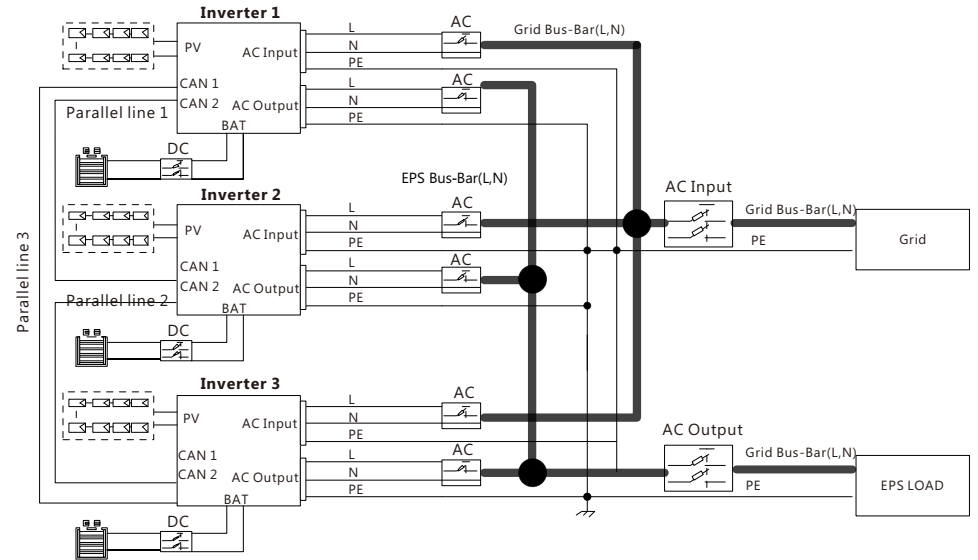 Inverter 1
PV
AC Input
CAN 1
CAN 2
AC Output
BAT
L
N
PE
L
N
PE
AC
AC
Grid Bus-Bar(L,N)
Parallel line 1
DC
EPS Bus-Bar(L,N)
Inverter 2
PV
AC Input
CAN 1
CAN 2
AC Output
BAT
L
N
PE
L
N
PE
AC
AC
AC Input
Grid Bus-Bar(L,N)
PE
Grid
Parallel line 3
Parallel line 2
DC
Inverter 3
PV
AC Input
CAN 1
CAN 2
AC Output
BAT
L
N
PE
L
N
PE
AC
AC
AC Output
Grid Bus-Bar(L,N)
PE
EPS LOAD
DC